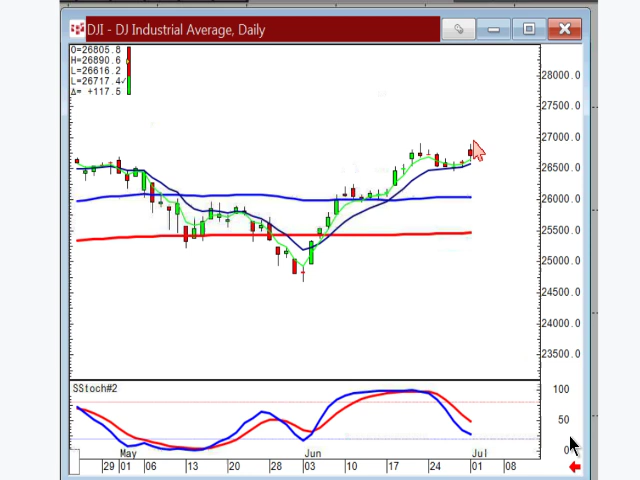 DJI - DJ Industrial Average, Daily
O=26805.8
H=26890.6
L=26616.2
L=26717.4
Δ= +117.5
28000.0
27500.0
27000.0
26500.0
26000.0
25500.0
25000.0
24500.0
24000.0
23500.0
SStoch#2
100
50
0
May Jun Jul
29 01 06 13 20 28 03 10 17 24 01 08